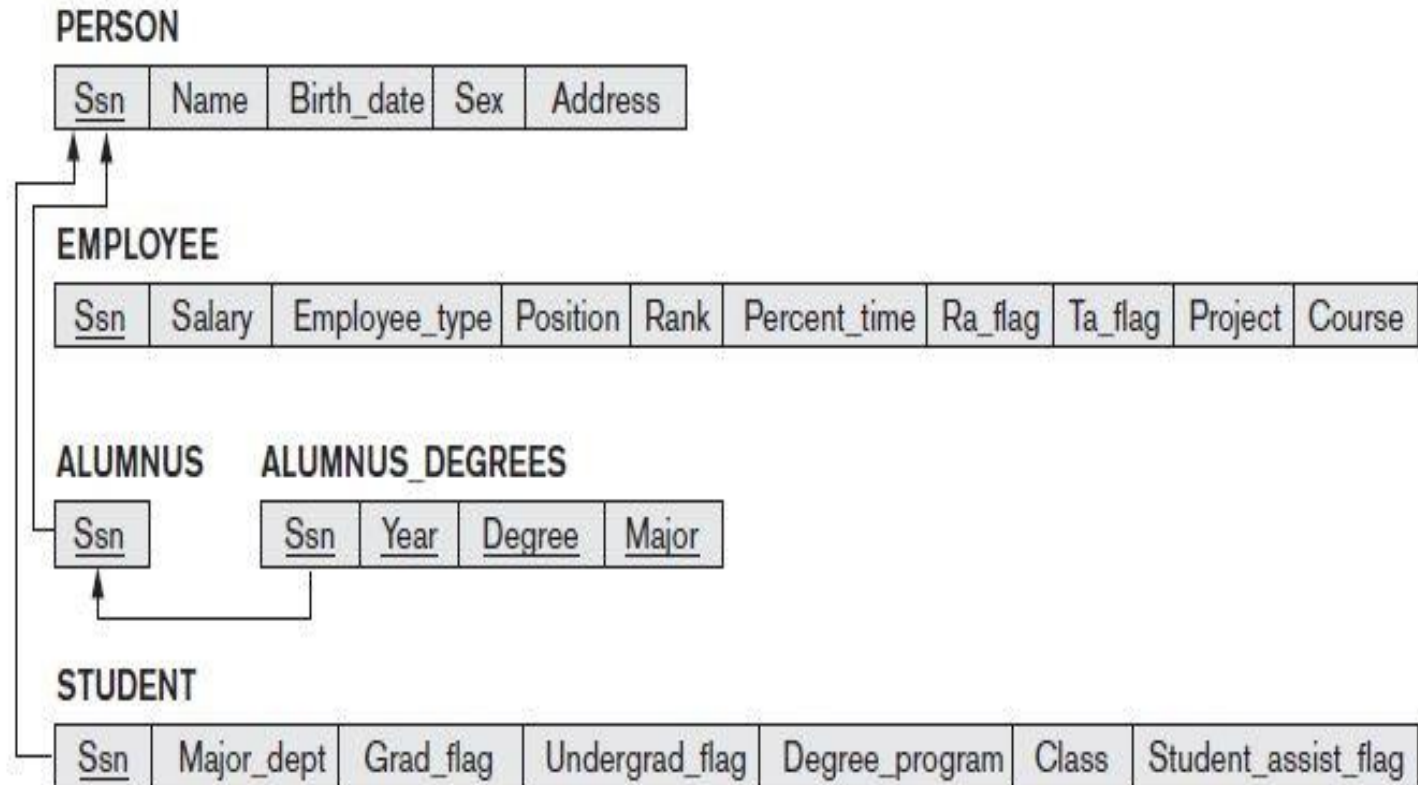 PERSON
Ssn Name Birth_date Sex Address
EMPLOYEE
Ssn Salary Employee_type Position Rank Percent_time Ra_flag Ta_flag Project Course
ALUMNUS ALUMNUS_DEGREES
Ssn Ssn Year Degree Major
STUDENT
Ssn Major_dept Grad_flag Undergrad_flag Degree_program Class Student_assist_flag